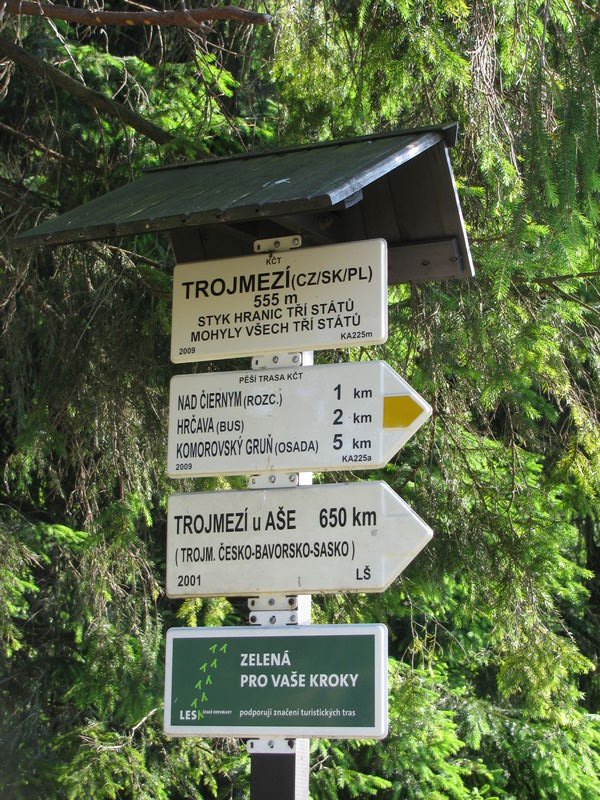 KČT
TROJMEZÍ (CZ/SK/PL)
555 m
STYK HRANIC TŘÍ STÁTŮ
MOHYLY VŠECH TŘÍ STÁTŮ
2009 KA225m
PĚŠÍ TRASA KČT
NAD ČIERNYM (ROZC.) 1 km
HRČAVA (BUS) 2 km
KOMOROVSKÝ GRUŇ (OSADA) 5 km
2009 KA225a
TROJMEZÍ u AŠE 650 km
(TROJM. ČESKO-BAVORSKO-SASKO)
2001 LŠ
ZELENÁ
PRO VAŠE KROKY
LESY ČESKÉ REPUBLIKY podporují značení turistických tras